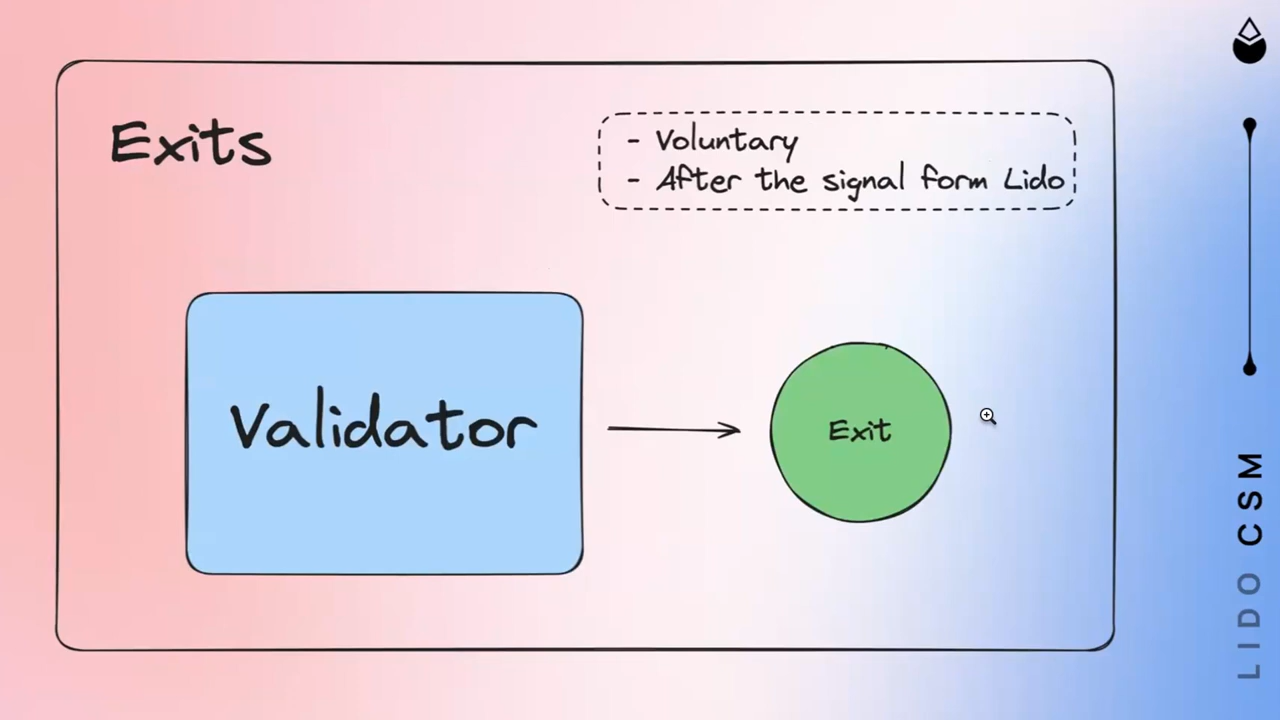 Exits
- Voluntary
- After the signal form Lido
Validator
Exit
LIDO CSM